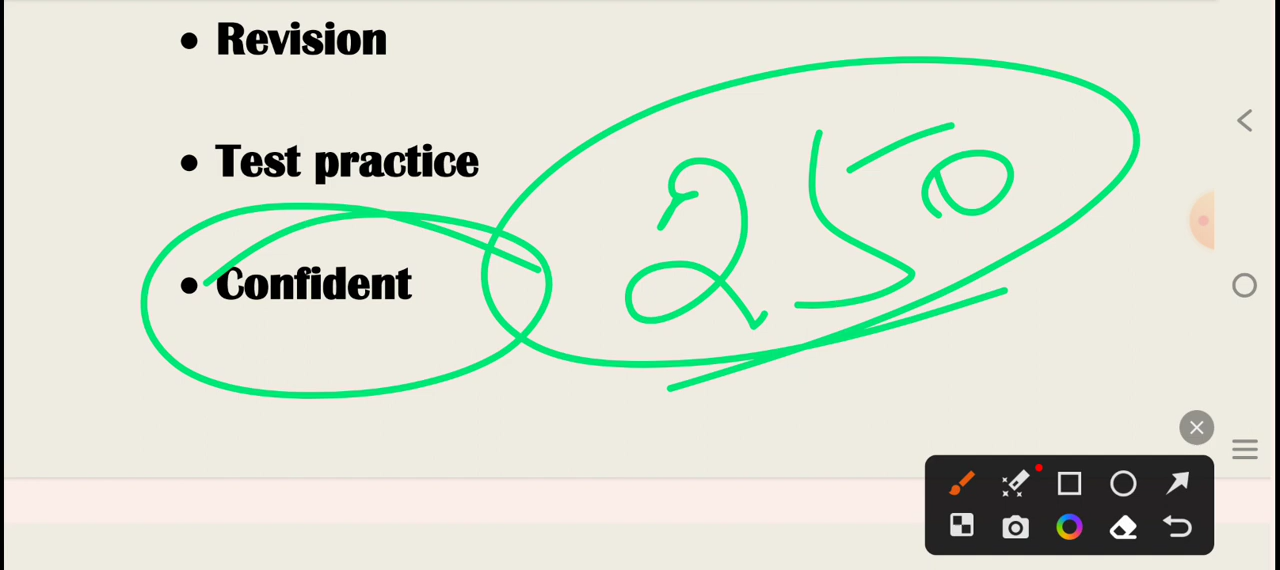 • Revision
• Test practice
• Confident
250